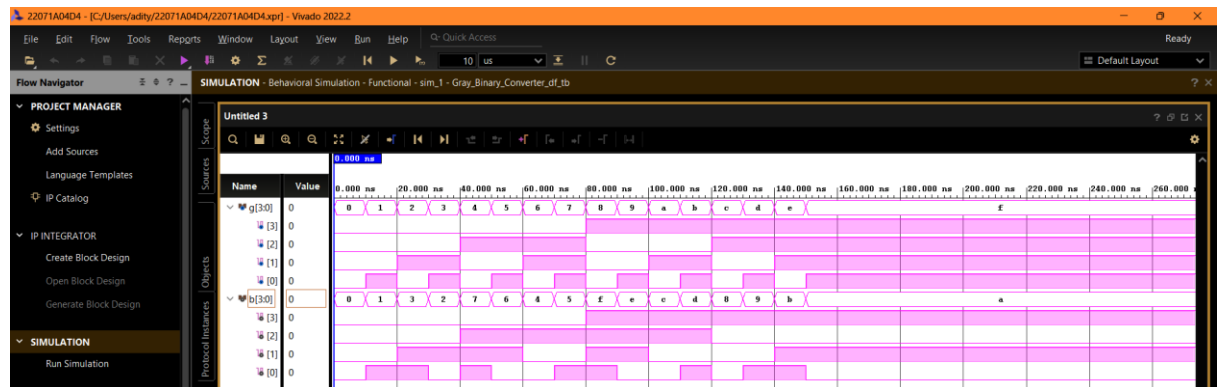 22071A04D4 - [C:/Users/adity/22071A04D4/22071A04D4.xpr] - Vivado 2022.2
File Edit Flow Tools Reports Window Layout View Run Help Q- Quick Access Ready
10 us Default Layout
Flow Navigator ? SIMULATION - Behavioral Simulation - Functional - sim_1 - Gray_Binary_Converter_df_tb ?
PROJECT MANAGER
Settings
Add Sources
Language Templates
IP Catalog
IP INTEGRATOR
Create Block Design
Open Block Design
Generate Block Design
SIMULATION
Run Simulation
Scope
Sources
Objects
Protocol Instances
Untitled 3 ?
0.000 ns
Name Value 0.000 ns 20.000 ns 40.000 ns 60.000 ns 80.000 ns 100.000 ns 120.000 ns 140.000 ns 160.000 ns 180.000 ns 200.000 ns 220.000 ns 240.000 ns 260.000
g[3:0] 0 0 1 2 3 4 5 6 7 8 9 a b c d e f
[3] 0
[2] 0
[1] 0
[0] 0
b[3:0] 0 0 1 3 2 7 6 4 5 f e c d 8 9 b a
[3] 0
[2] 0
[1] 0
[0] 0